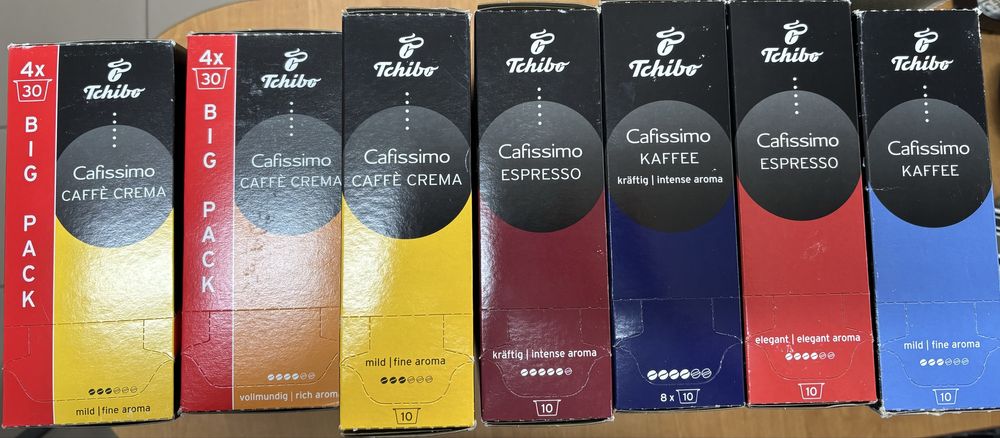 4x
30
BIG PACK
Tchibo
Cafissimo
CAFFÈ CREMA
mild | fine aroma
4x
30
BIG PACK
Tchibo
Cafissimo
CAFFÈ CREMA
vollmundig | rich aroma
Tchibo
Cafissimo
CAFFÈ CREMA
mild | fine aroma
10
Tchibo
Cafissimo
ESPRESSO
kräftig | intense aroma
10
Tchibo
Cafissimo
KAFFEE
kräftig | intense aroma
8 x 10
Tchibo
Cafissimo
ESPRESSO
elegant | elegant aroma
10
Tchibo
Cafissimo
KAFFEE
mild | fine aroma
10